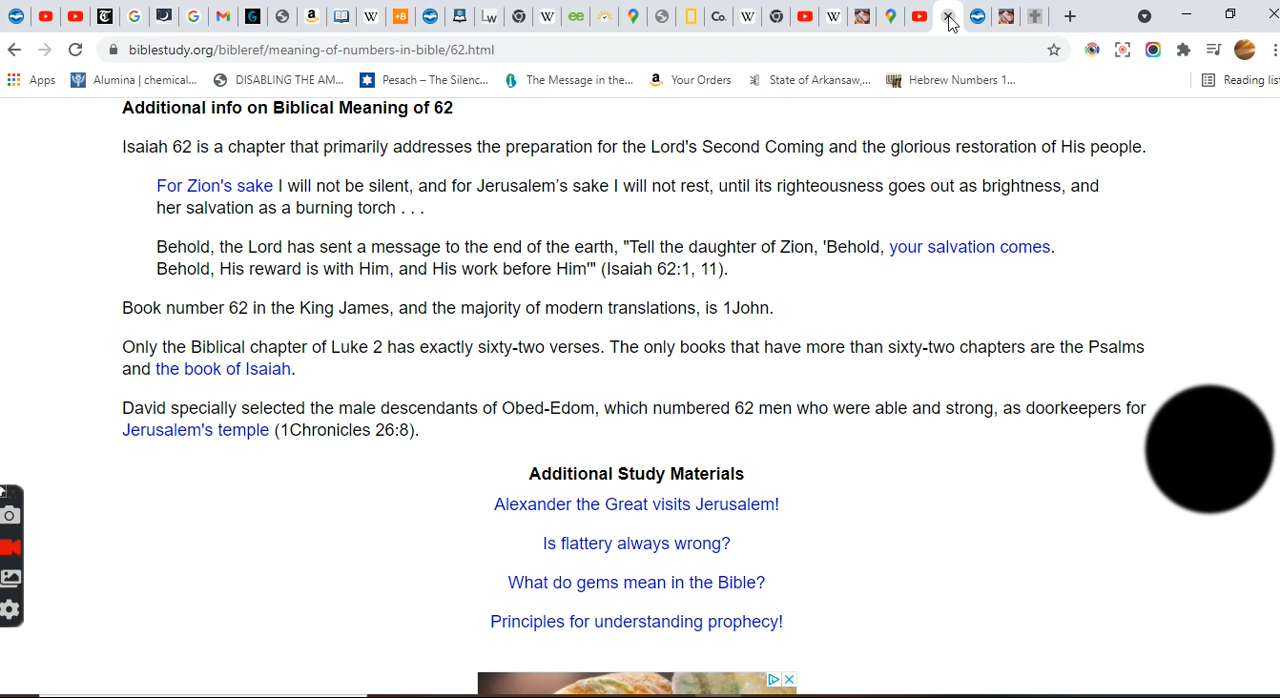 biblestudy.org/bibleref/meaning-of-numbers-in-bible/62.html
Apps Alumina | chemical... DISABLING THE AM... Pesach – The Silenc... The Message in the... Your Orders State of Arkansaw,... Hebrew Numbers 1... Reading list
Additional info on Biblical Meaning of 62
Isaiah 62 is a chapter that primarily addresses the preparation for the Lord's Second Coming and the glorious restoration of His people.
For Zion's sake I will not be silent, and for Jerusalem's sake I will not rest, until its righteousness goes out as brightness, and
her salvation as a burning torch . . .
Behold, the Lord has sent a message to the end of the earth, "Tell the daughter of Zion, 'Behold, your salvation comes.
Behold, His reward is with Him, and His work before Him'" (Isaiah 62:1, 11).
Book number 62 in the King James, and the majority of modern translations, is 1John.
Only the Biblical chapter of Luke 2 has exactly sixty-two verses. The only books that have more than sixty-two chapters are the Psalms
and the book of Isaiah.
David specially selected the male descendants of Obed-Edom, which numbered 62 men who were able and strong, as doorkeepers for
Jerusalem's temple (1Chronicles 26:8).
Additional Study Materials
Alexander the Great visits Jerusalem!
Is flattery always wrong?
What do gems mean in the Bible?
Principles for understanding prophecy!